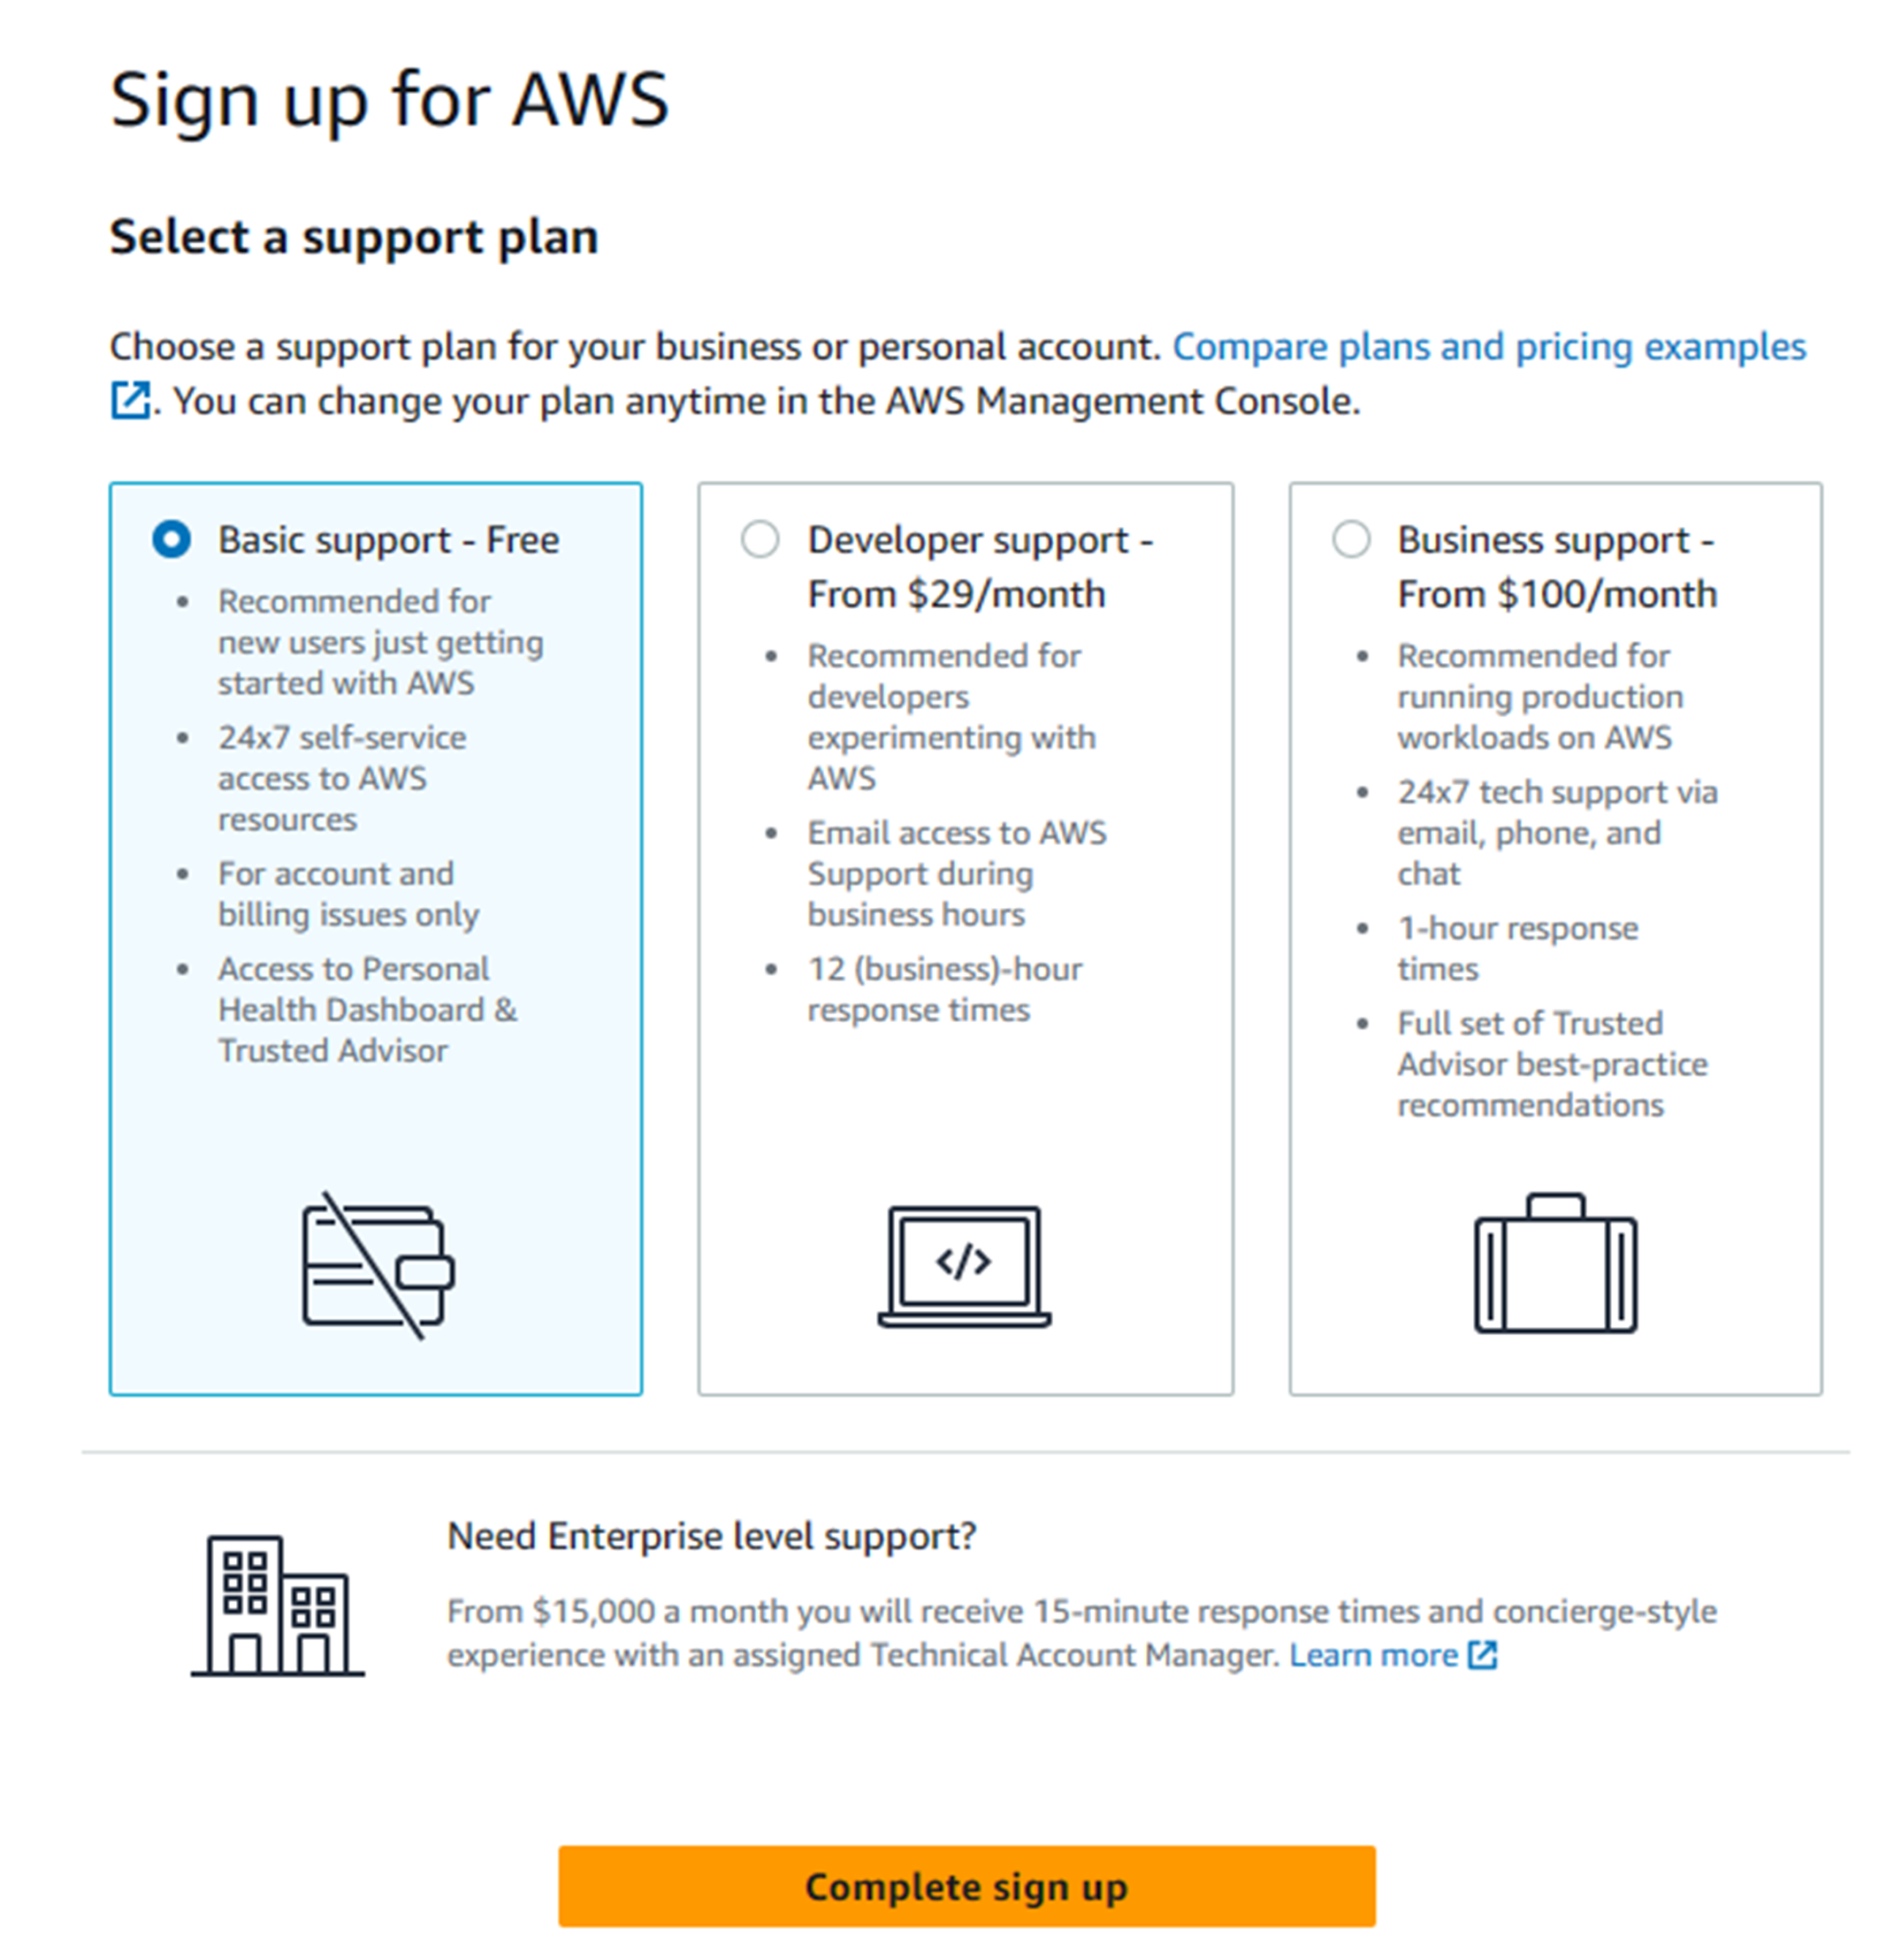 Sign up for AWS
Select a support plan
Choose a support plan for your business or personal account. Compare plans and pricing examples
. You can change your plan anytime in the AWS Management Console.
Basic support - Free
• Recommended for
new users just getting
started with AWS
• 24x7 self-service
access to AWS
resources
• For account and
billing issues only
• Access to Personal
Health Dashboard &
Trusted Advisor
Developer support -
From $29/month
• Recommended for
developers
experimenting with
AWS
• Email access to AWS
Support during
business hours
• 12 (business)-hour
response times
</>
Business support -
From $100/month
• Recommended for
running production
workloads on AWS
• 24x7 tech support via
email, phone, and
chat
• 1-hour response
times
• Full set of Trusted
Advisor best-practice
recommendations
Need Enterprise level support?
From $15,000 a month you will receive 15-minute response times and concierge-style
experience with an assigned Technical Account Manager. Learn more
Complete sign up